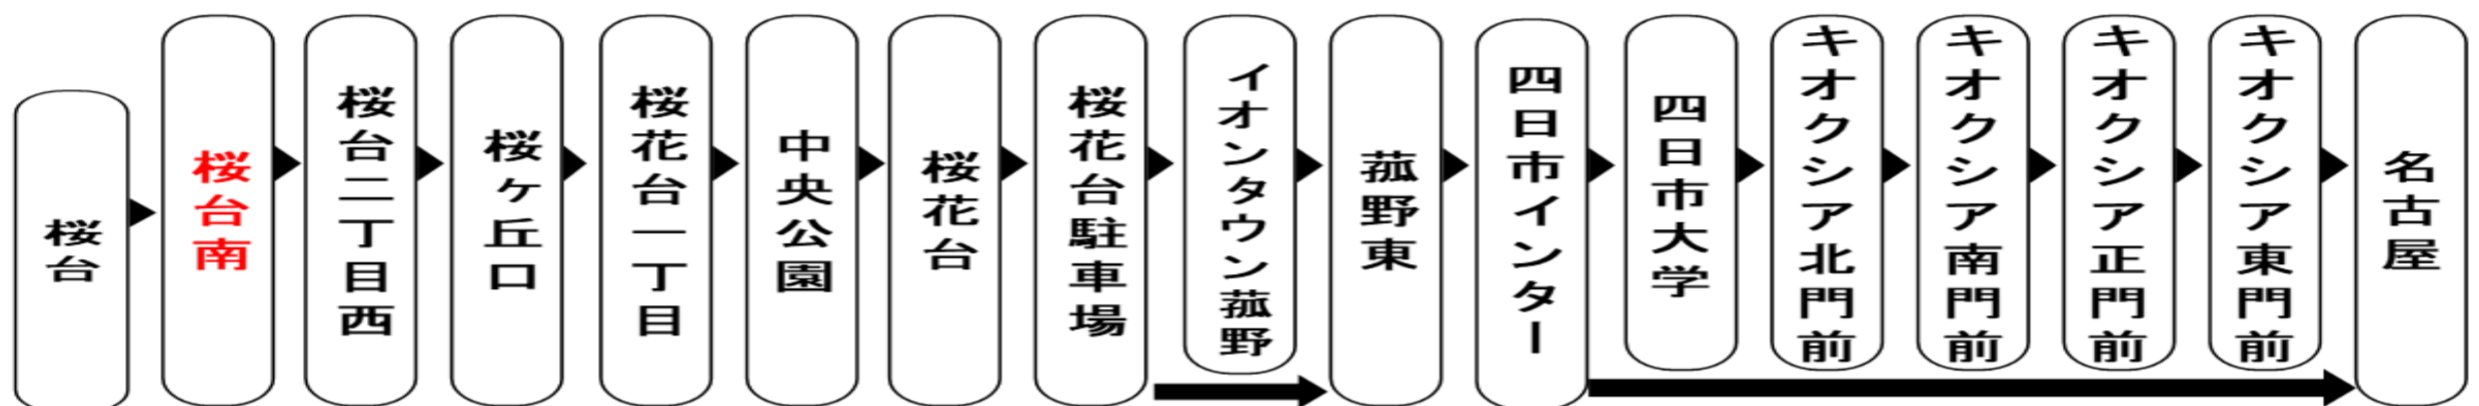 桜台
桜台南
桜台二丁目西
桜ヶ丘口
桜花台一丁目
中央公園
桜花台
桜花台駐車場
イオンタウン菰野
菰野東
四日市インター
四日市大学
キオクシア北門前
キオクシア南門前
キオクシア正門前
キオクシア東門前
名古屋